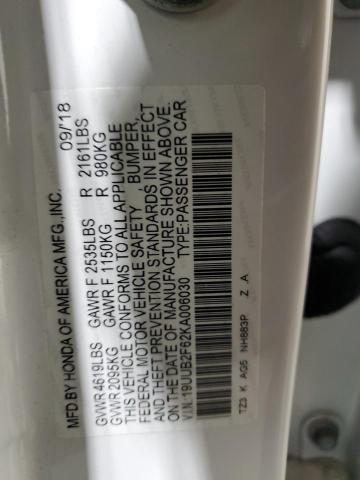 MFD.BY HONDA OF AMERICA MFG.,INC. 09/18
GVWR 4619LBS GAWR F 2535LBS R 2161LBS
GVWR 2095KG GAWR F 1150KG R 980KG
THIS VEHICLE CONFORMS TO ALL APPLICABLE
FEDERAL MOTOR VEHICLE SAFETY BUMPER,
AND THEFT PREVENTION STANDARDS IN EFFECT
ON THE DATE OF MANUFACTURE SHOWN ABOVE.
V.I.N.:19UUB2F62KA006030 TYPE:PASSENGER CAR
TZ3 K AG5 NH883P Z A